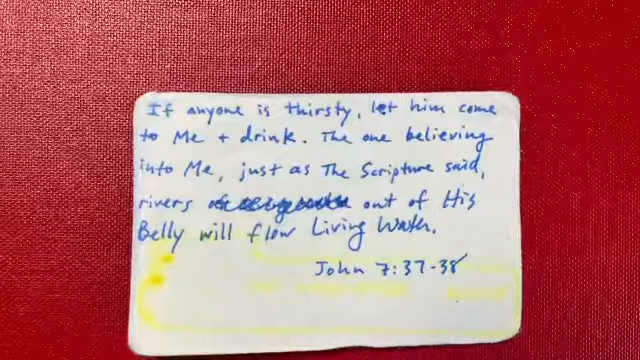 If anyone is thirsty, let him come
to Me + drink. The one believing
into Me, just as The Scripture said,
rivers out of His
Belly will flow Living Water.
John 7:37-38